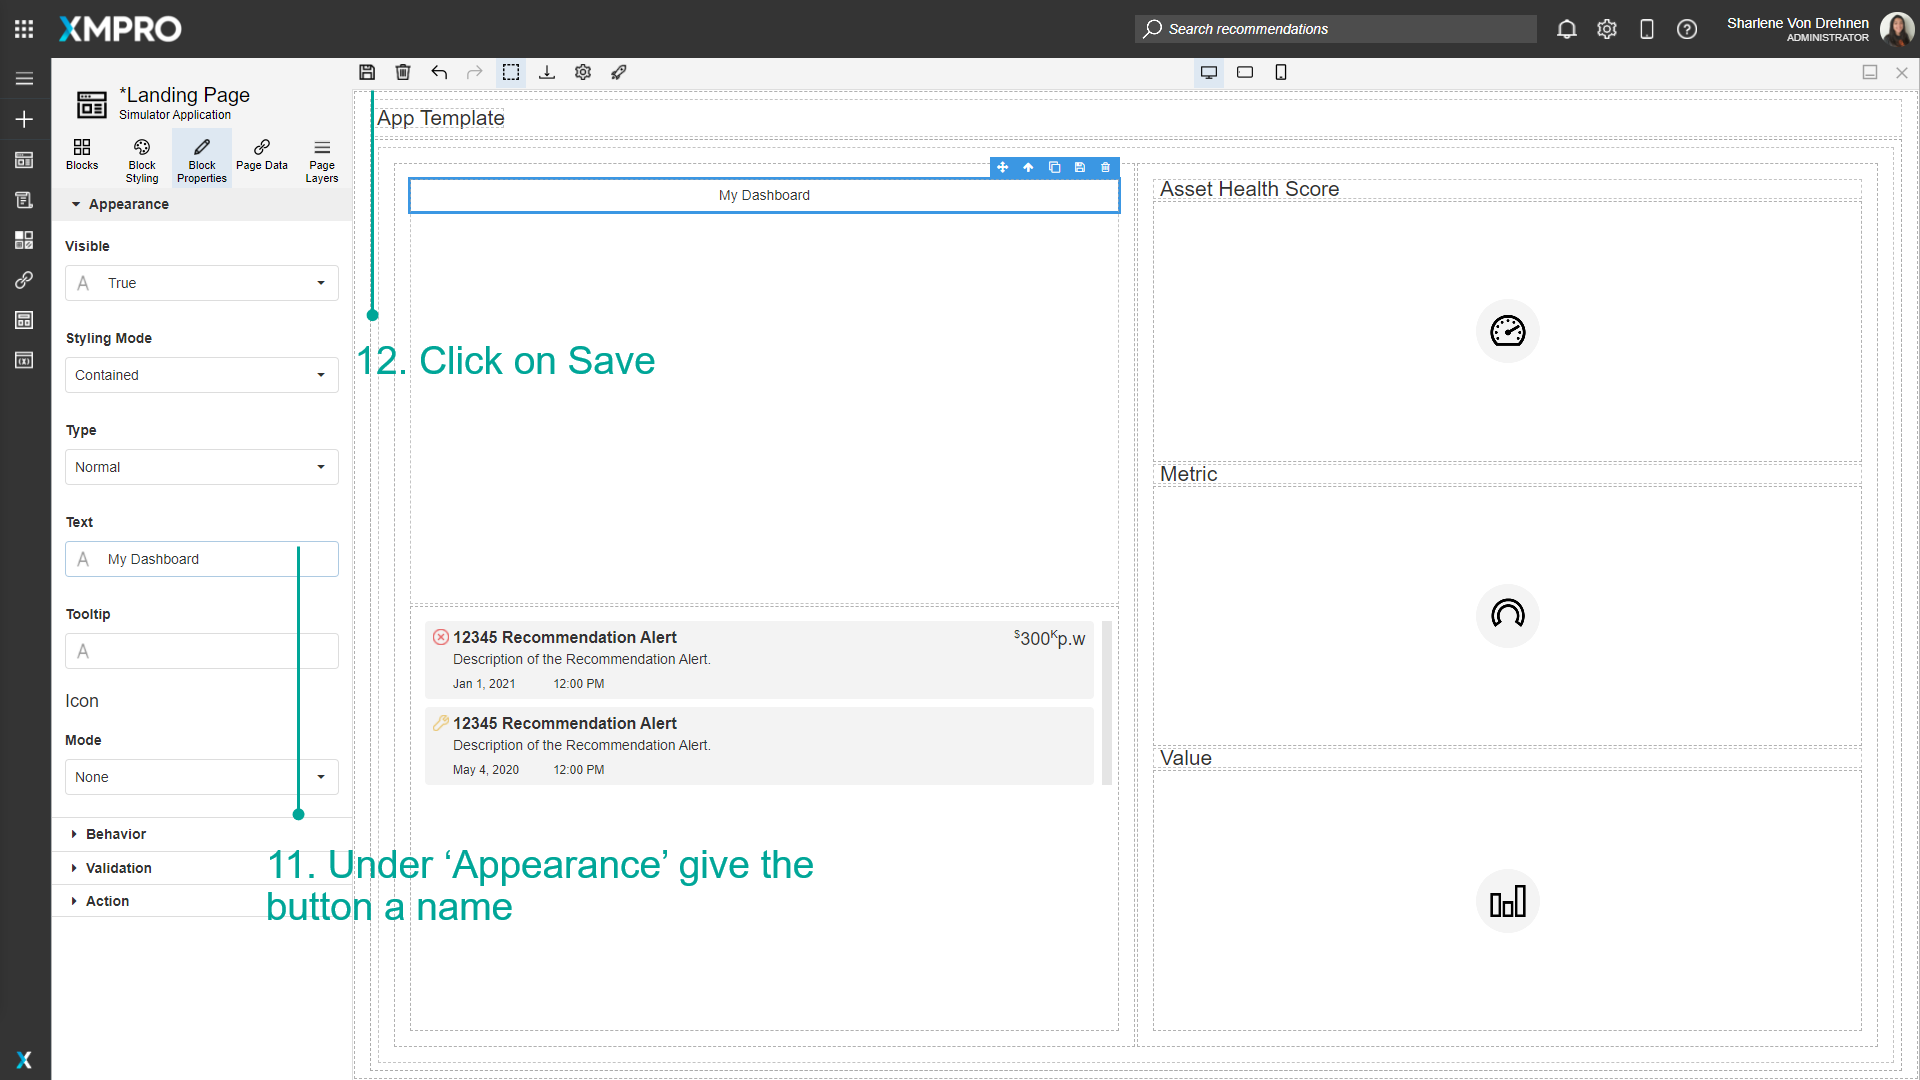 XMPRO
Search recommendations
Sharlene Von Drehnen
ADMINISTRATOR
*Landing Page
Simulator Application
Blocks
Block Styling
Block Properties
Page Data
Page Layers
Appearance
Visible
A True
Styling Mode
Contained
Type
Normal
Text
A My Dashboard
Tooltip
A
Icon
Mode
None
Behavior
Validation
Action
App Template
My Dashboard
12. Click on Save
12345 Recommendation Alert
$300Kp.w
Description of the Recommendation Alert.
Jan 1, 2021 12:00 PM
12345 Recommendation Alert
Description of the Recommendation Alert.
May 4, 2020 12:00 PM
11. Under ‘Appearance’ give the
button a name
Asset Health Score
Metric
Value
X